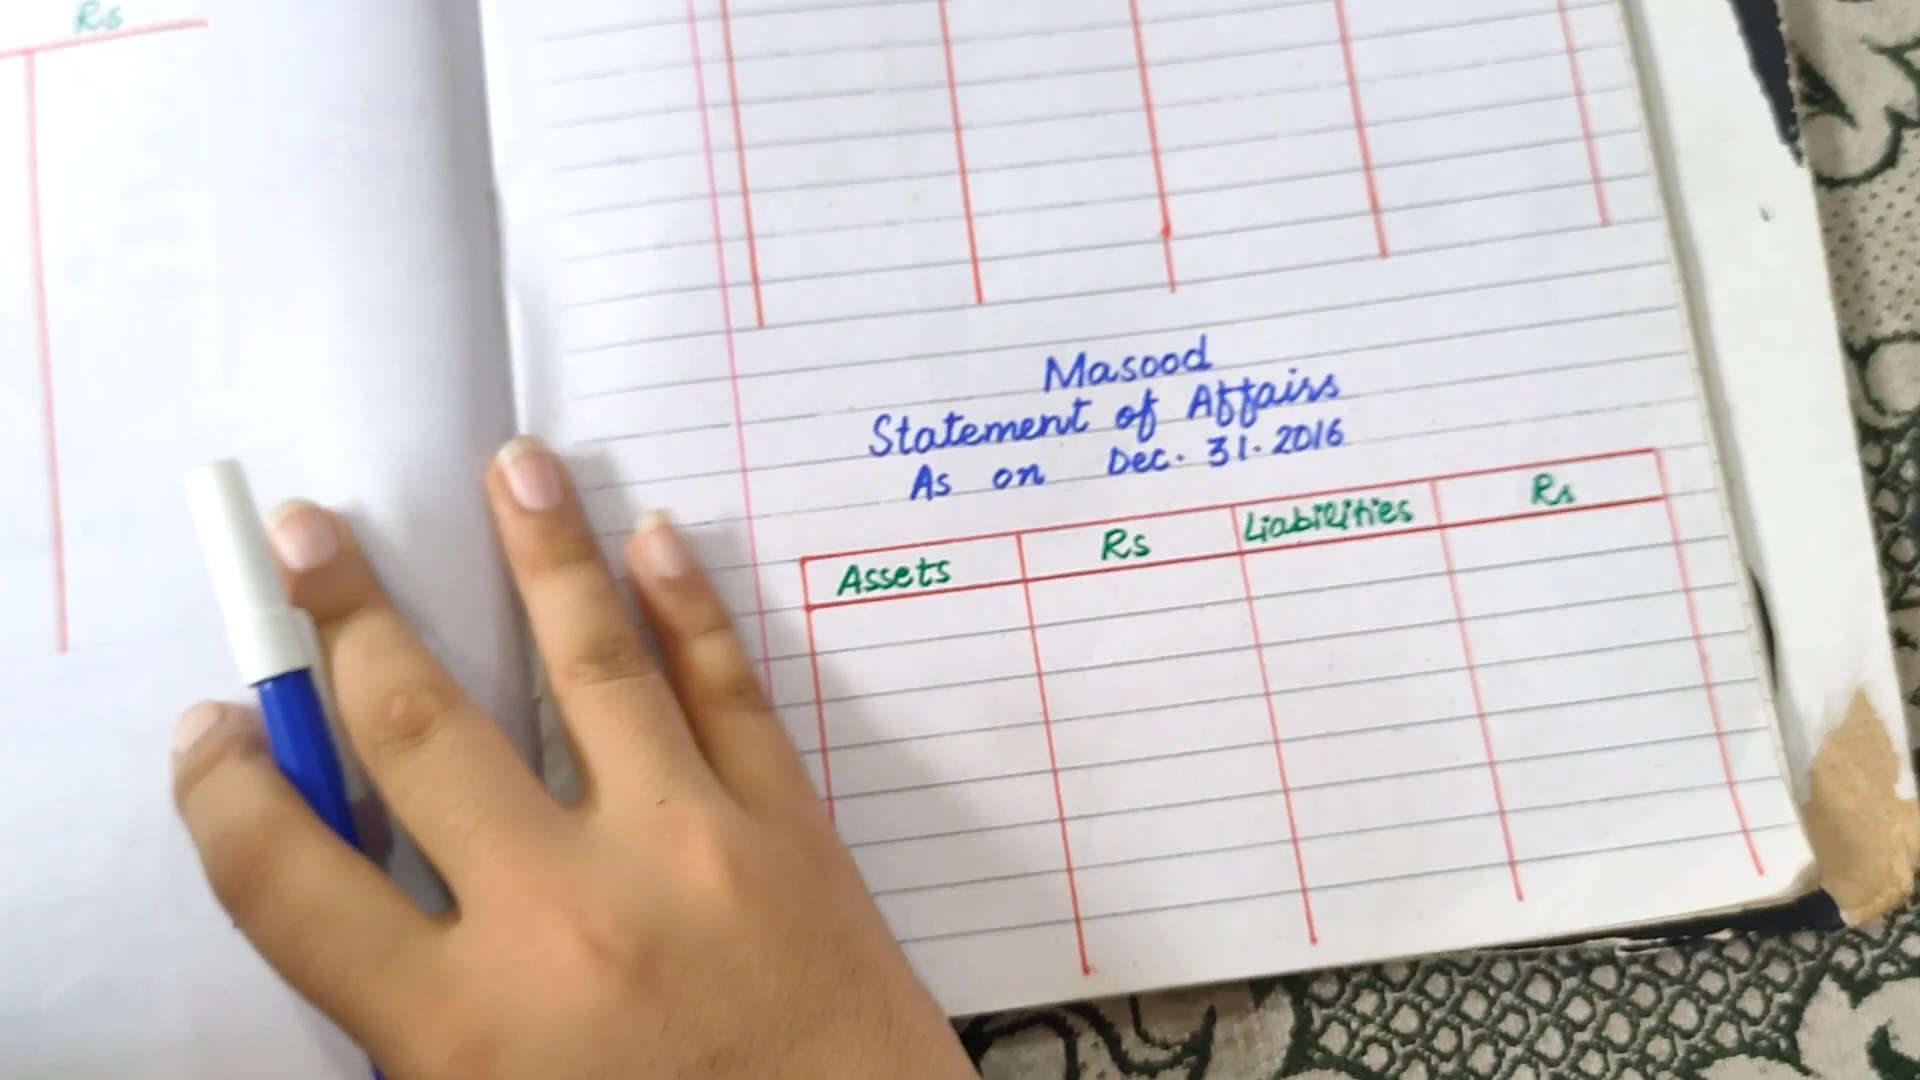 Rs
Masood
Statement of Affairs
As on Dec. 31. 2016
Assets Rs Liabilities Rs